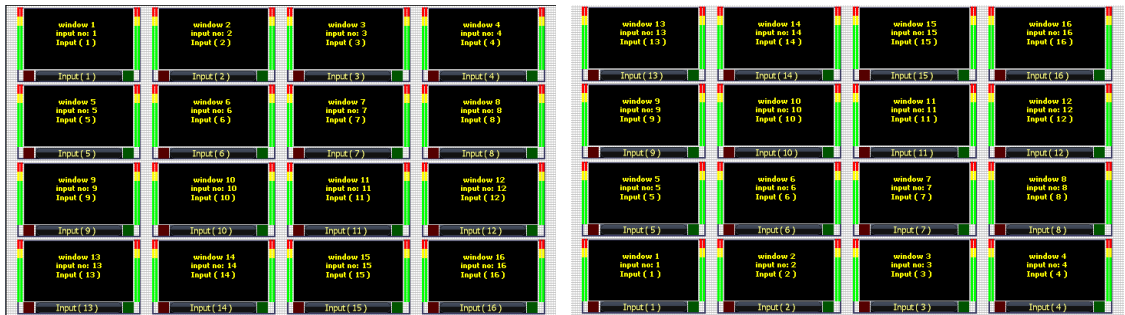 window 1
input no: 1
Input ( 1 )
Input ( 1 )
window 2
input no: 2
Input ( 2 )
Input ( 2 )
window 3
input no: 3
Input ( 3 )
Input ( 3 )
window 4
input no: 4
Input ( 4 )
Input ( 4 )
window 5
input no: 5
Input ( 5 )
Input ( 5 )
window 6
input no: 6
Input ( 6 )
Input ( 6 )
window 7
input no: 7
Input ( 7 )
Input ( 7 )
window 8
input no: 8
Input ( 8 )
Input ( 8 )
window 9
input no: 9
Input ( 9 )
Input ( 9 )
window 10
input no: 10
Input ( 10 )
Input ( 10 )
window 11
input no: 11
Input ( 11 )
Input ( 11 )
window 12
input no: 12
Input ( 12 )
Input ( 12 )
window 13
input no: 13
Input ( 13 )
Input ( 13 )
window 14
input no: 14
Input ( 14 )
Input ( 14 )
window 15
input no: 15
Input ( 15 )
Input ( 15 )
window 16
input no: 16
Input ( 16 )
Input ( 16 )
window 13
input no: 13
Input ( 13 )
Input ( 13 )
window 14
input no: 14
Input ( 14 )
Input ( 14 )
window 15
input no: 15
Input ( 15 )
Input ( 15 )
window 16
input no: 16
Input ( 16 )
Input ( 16 )
window 9
input no: 9
Input ( 9 )
Input ( 9 )
window 10
input no: 10
Input ( 10 )
Input ( 10 )
window 11
input no: 11
Input ( 11 )
Input ( 11 )
window 12
input no: 12
Input ( 12 )
Input ( 12 )
window 5
input no: 5
Input ( 5 )
Input ( 5 )
window 6
input no: 6
Input ( 6 )
Input ( 6 )
window 7
input no: 7
Input ( 7 )
Input ( 7 )
window 8
input no: 8
Input ( 8 )
Input ( 8 )
window 1
input no: 1
Input ( 1 )
Input ( 1 )
window 2
input no: 2
Input ( 2 )
Input ( 2 )
window 3
input no: 3
Input ( 3 )
Input ( 3 )
window 4
input no: 4
Input ( 4 )
Input ( 4 )